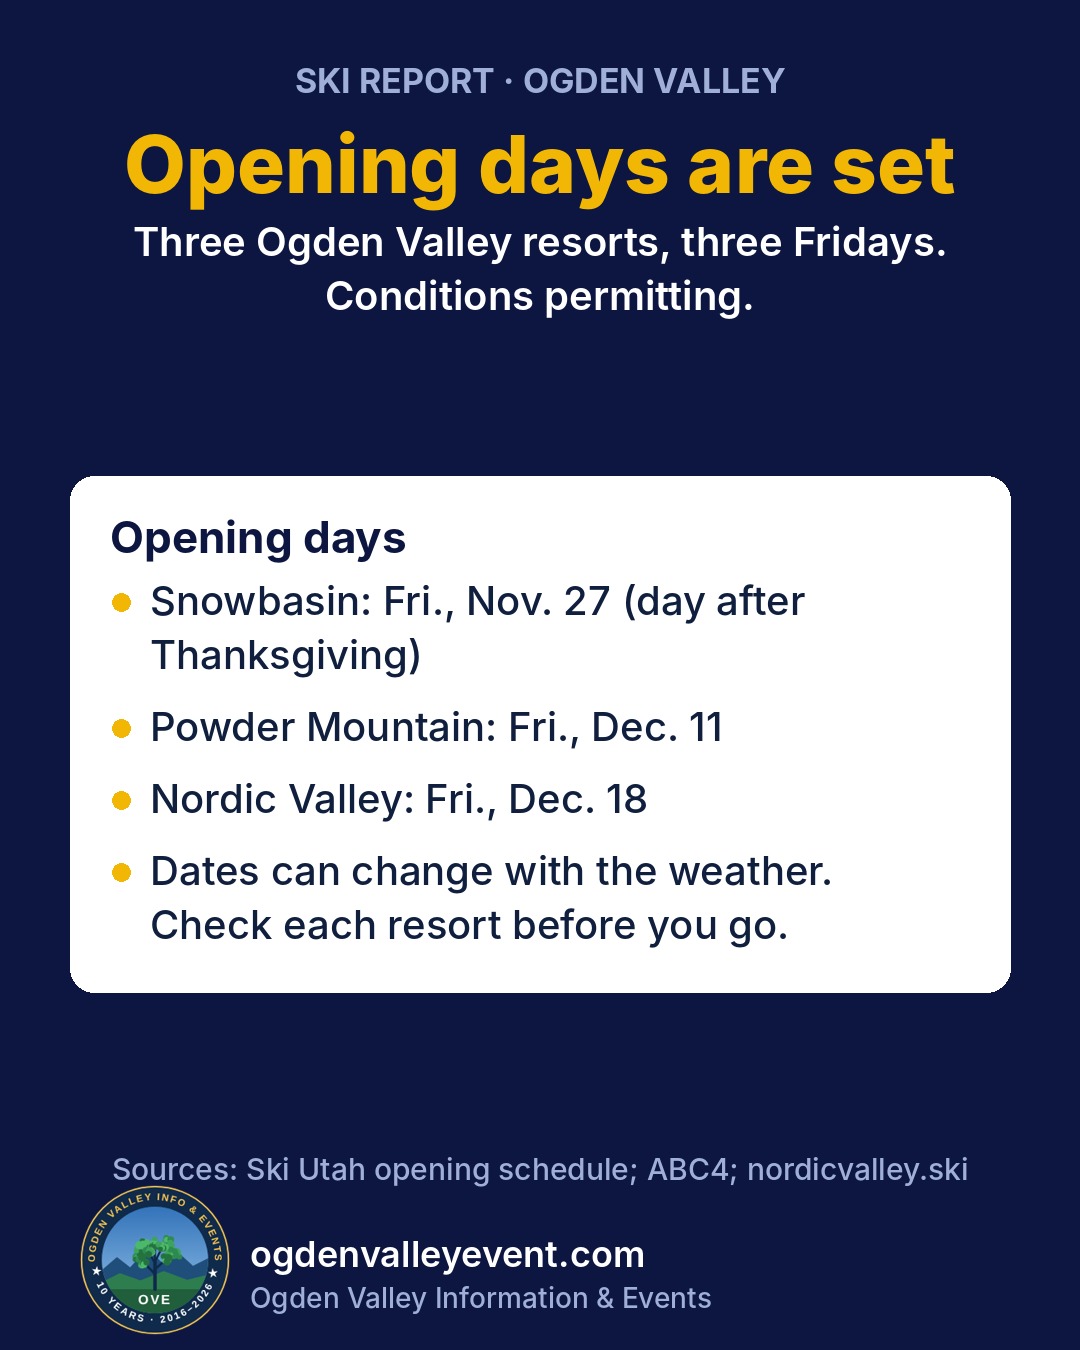 SKI REPORT · OGDEN VALLEY
Opening days are set
Three Ogden Valley resorts, three Fridays.
Conditions permitting.
Opening days
Snowbasin: Fri., Nov. 27 (day after
Thanksgiving)
Powder Mountain: Fri., Dec. 11
Nordic Valley: Fri., Dec. 18
Dates can change with the weather.
Check each resort before you go.
Sources: Ski Utah opening schedule; ABC4; nordicvalley.ski
OGDEN VALLEY INFO & EVENTS
OVE
★ 10 YEARS · 2016–2026 ★
ogdenvalleyevent.com
Ogden Valley Information & Events